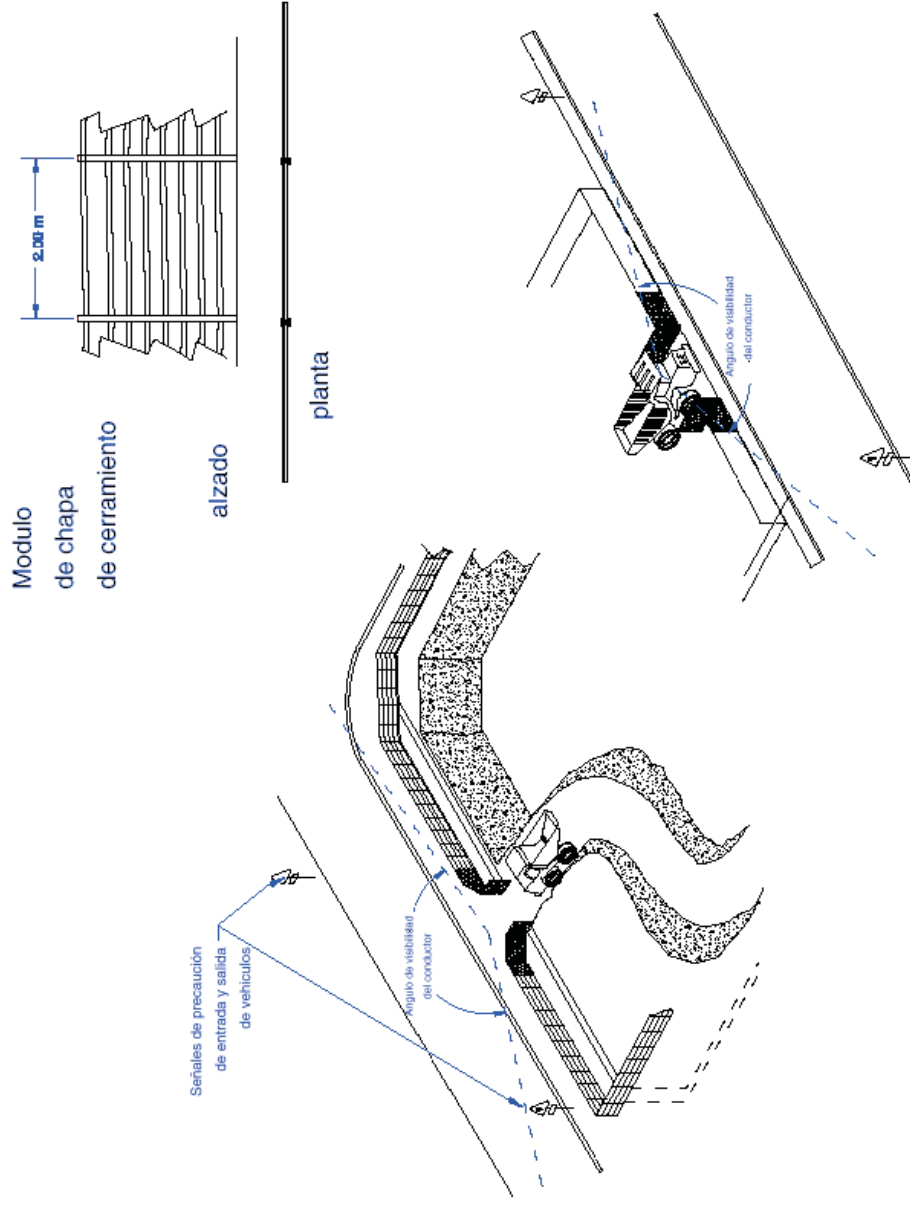 Modulo
de chapa
de cerramiento
2.00 m
alzado
planta
Señales de precaución
de entrada y salida
de vehiculos
Angulo de visibilidad
del conductor
Angulo de visibilidad
del conductor